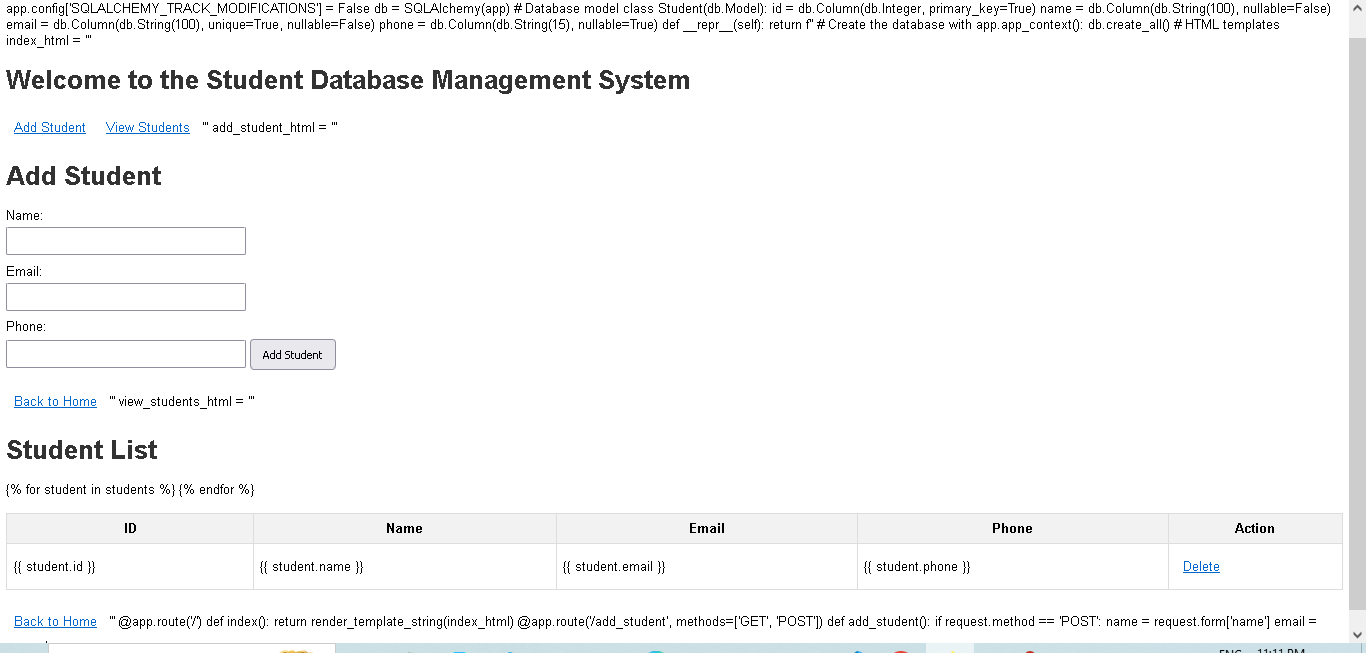 app.config['SQLALCHEMY_TRACK_MODIFICATIONS'] = False db = SQLAlchemy(app) # Database model class Student(db.Model): id = db.Column(db.Integer, primary_key=True) name = db.Column(db.String(100), nullable=False)
email = db.Column(db.String(100), unique=True, nullable=False) phone = db.Column(db.String(15), nullable=True) def __repr__(self): return f'' # Create the database with app.app_context(): db.create_all() # HTML templates
index_html = '''
Welcome to the Student Database Management System
Add Student View Students ''' add_student_html = '''
Add Student
Name:
Email:
Phone:
Add Student
Back to Home ''' view_students_html = '''
Student List
{% for student in students %} {% endfor %}
ID Name Email Phone Action
{{ student.id }} {{ student.name }} {{ student.email }} {{ student.phone }} Delete
Back to Home ''' @app.route('/') def index(): return render_template_string(index_html) @app.route('/add_student', methods=['GET', 'POST']) def add_student(): if request.method == 'POST': name = request.form['name'] email =
ENG 11:11 PM